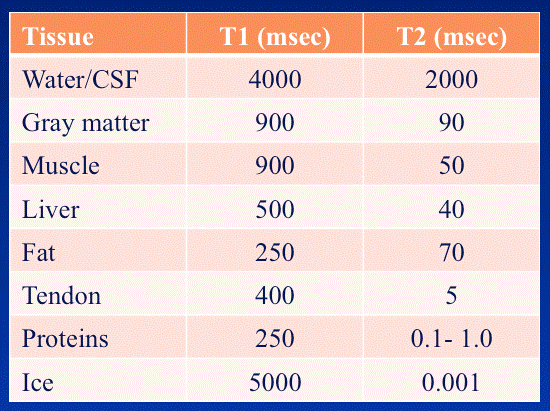 Tissue T1 (msec) T2 (msec)
Water/CSF 4000 2000
Gray matter 900 90
Muscle 900 50
Liver 500 40
Fat 250 70
Tendon 400 5
Proteins 250 0.1- 1.0
Ice 5000 0.001